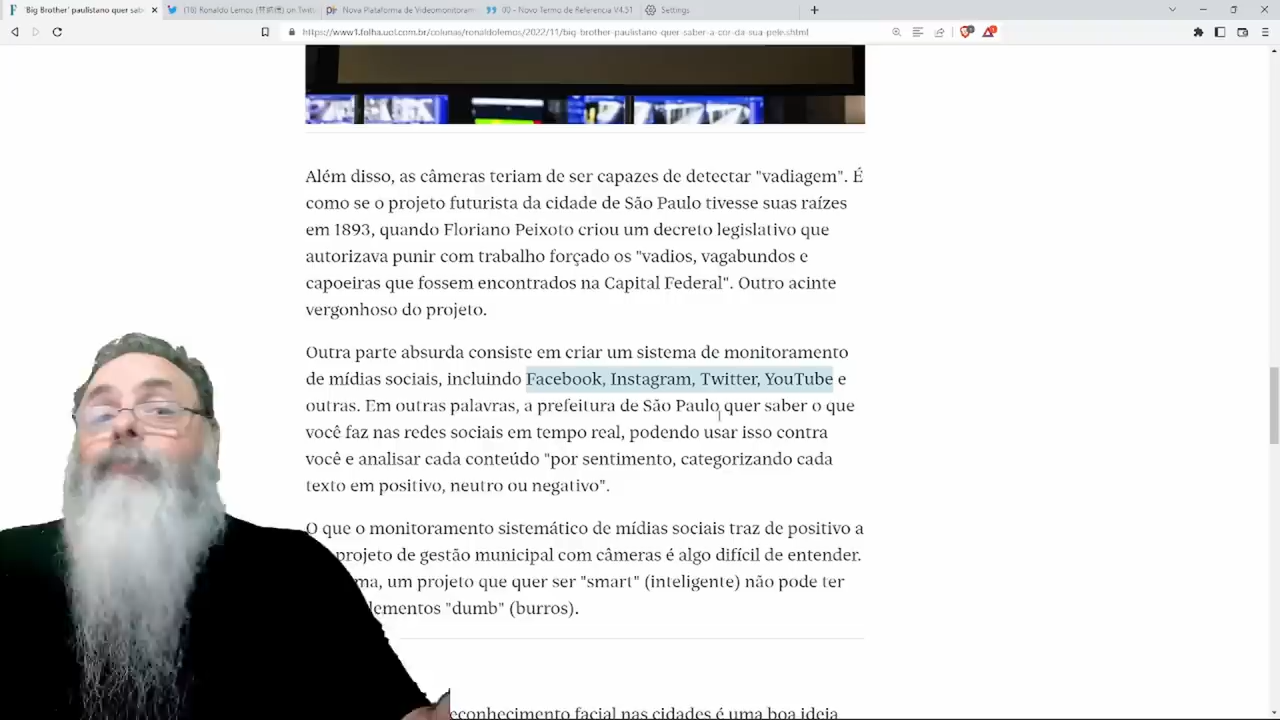 'Big Brother' paulistano quer sab
(18) Ronaldo Lemos
on Twitt
Nova Plataforma de Videomonitoram
00 - Novo Termo de Referencia V4.51
Settings
https://www1.folha.uol.com.br/colunas/ronaldolemos/2022/11/big-brother-paulistano-quer-saber-a-cor-da-sua-pele.shtml
Além disso, as câmeras teriam de ser capazes de detectar "vadiagem". É
como se o projeto futurista da cidade de São Paulo tivesse suas raízes
em 1893, quando Floriano Peixoto criou um decreto legislativo que
autorizava punir com trabalho forçado os "vadios, vagabundos e
capoeiras que fossem encontrados na Capital Federal". Outro acinte
vergonhoso do projeto.
Outra parte absurda consiste em criar um sistema de monitoramento
de mídias sociais, incluindo Facebook, Instagram, Twitter, YouTube e
outras. Em outras palavras, a prefeitura de São Paulo quer saber o que
você faz nas redes sociais em tempo real, podendo usar isso contra
você e analisar cada conteúdo "por sentimento, categorizando cada
texto em positivo, neutro ou negativo".
O que o monitoramento sistemático de mídias sociais traz de positivo a
projeto de gestão municipal com câmeras é algo difícil de entender.
ma, um projeto que quer ser "smart" (inteligente) não pode ter
lementos "dumb" (burros).
econhecimento facial nas cidades é uma boa ideia